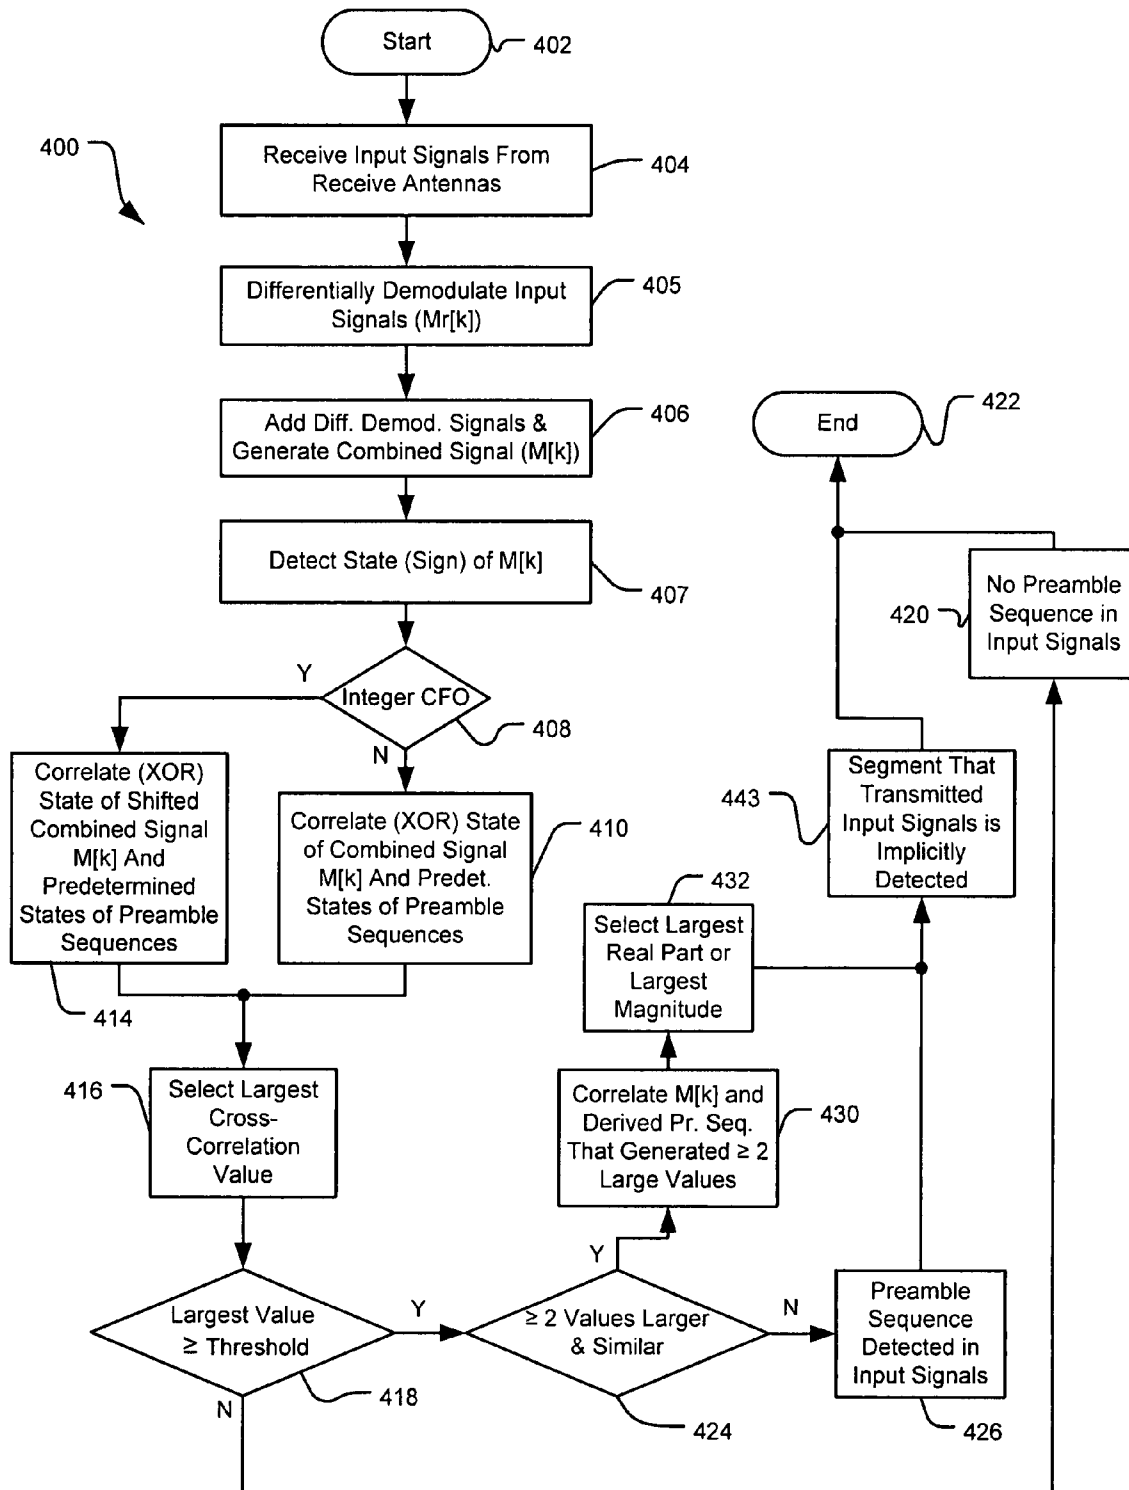 Start
402
400
Receive Input Signals From
Receive Antennas
404
Differentially Demodulate Input
Signals (Mr[k])
405
Add Diff. Demod. Signals &
Generate Combined Signal (M[k])
406
End
422
Detect State (Sign) of M[k]
407
No Preamble
Sequence in
Input Signals
420
Y
Integer CFO
408
N
Correlate (XOR)
State of Shifted
Combined Signal
M[k] And
Predetermined
States of Preamble
Sequences
414
Correlate (XOR) State
of Combined Signal
M[k] And Predet.
States of Preamble
Sequences
410
443
Segment That
Transmitted
Input Signals is
Implicitly
Detected
432
Select Largest
Real Part or
Largest
Magnitude
416
Select Largest
Cross-
Correlation
Value
Correlate M[k] and
Derived Pr. Seq.
That Generated ≥ 2
Large Values
430
Largest Value
≥ Threshold
418
Y
N
≥ 2 Values Larger
& Similar
424
Y
N
Preamble
Sequence
Detected in
Input Signals
426